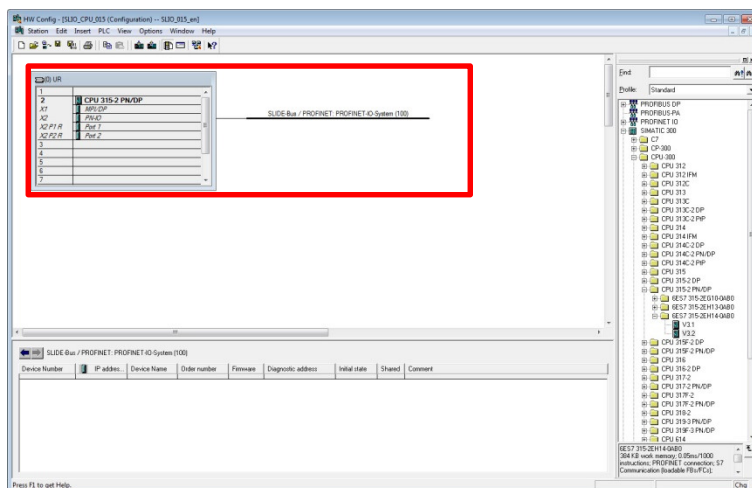 HW Config - [SLIO_CPU_015 (Configuration) -- SLIO_015_en]
Station Edit Insert PLC View Options Window Help
(0) UR
1
2 CPU 315-2 PN/DP
X1 MPI/DP
X2 PN-IO
X2 P1 R Port 1
X2 P2 R Port 2
3
4
5
6
7
SLIDE-Bus / PROFINET: PROFINET-IO-System (100)
Find:
Profile: Standard
PROFIBUS DP
PROFIBUS-PA
PROFINET IO
SIMATIC 300
C7
CP-300
CPU-300
CPU 312
CPU 312 IFM
CPU 312C
CPU 313
CPU 313C
CPU 313C-2 DP
CPU 313C-2 PtP
CPU 314
CPU 314 IFM
CPU 314C-2 DP
CPU 314C-2 PN/DP
CPU 314C-2 PtP
CPU 315
CPU 315-2 DP
CPU 315-2 PN/DP
6ES7 315-2EG10-0AB0
6ES7 315-2EH13-0AB0
6ES7 315-2EH14-0AB0
V3.1
V3.2
CPU 315F-2 DP
CPU 315F-2 PN/DP
CPU 316
CPU 316-2 DP
CPU 317-2
CPU 317-2 PN/DP
CPU 317F-2
CPU 317F-2 PN/DP
CPU 318-2
CPU 319-3 PN/DP
CPU 319F-3 PN/DP
CPU 614
SLIDE-Bus / PROFINET: PROFINET-IO-System (100)
Device Number IP addres... Device Name Order number Firmware Diagnostic address Initial state Shared Comment
6ES7 315-2EH14-0AB0
384 KB work memory; 0.05ms/1000
instructions; PROFINET connection; S7
Communication (loadable FBs/FCs);
Press F1 to get Help.
Chg